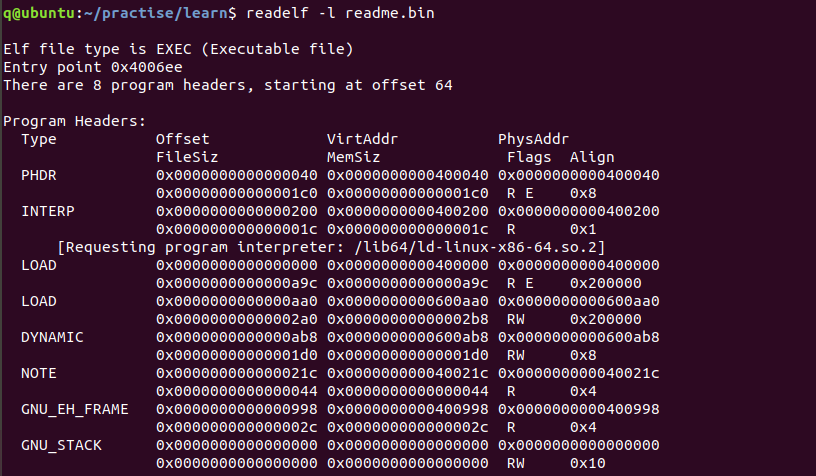 q@ubuntu:~/practise/learn$ readelf -l readme.bin
Elf file type is EXEC (Executable file)
Entry point 0x4006ee
There are 8 program headers, starting at offset 64
Program Headers:
  Type           Offset             VirtAddr           PhysAddr
                 FileSiz            MemSiz              Flags  Align
  PHDR           0x0000000000000040 0x0000000000400040 0x0000000000400040
                 0x00000000000001c0 0x00000000000001c0  R E    0x8
  INTERP         0x0000000000000200 0x0000000000400200 0x0000000000400200
                 0x000000000000001c 0x000000000000001c  R      0x1
      [Requesting program interpreter: /lib64/ld-linux-x86-64.so.2]
  LOAD           0x0000000000000000 0x0000000000400000 0x0000000000400000
                 0x0000000000000a9c 0x0000000000000a9c  R E    0x200000
  LOAD           0x0000000000000aa0 0x0000000000600aa0 0x0000000000600aa0
                 0x00000000000002a0 0x00000000000002b8  RW     0x200000
  DYNAMIC        0x0000000000000ab8 0x0000000000600ab8 0x0000000000600ab8
                 0x00000000000001d0 0x00000000000001d0  RW     0x8
  NOTE           0x000000000000021c 0x000000000040021c 0x000000000040021c
                 0x0000000000000044 0x0000000000000044  R      0x4
  GNU_EH_FRAME   0x0000000000000998 0x0000000000400998 0x0000000000400998
                 0x000000000000002c 0x000000000000002c  R      0x4
  GNU_STACK      0x0000000000000000 0x0000000000000000 0x0000000000000000
                 0x0000000000000000 0x0000000000000000  RW     0x10